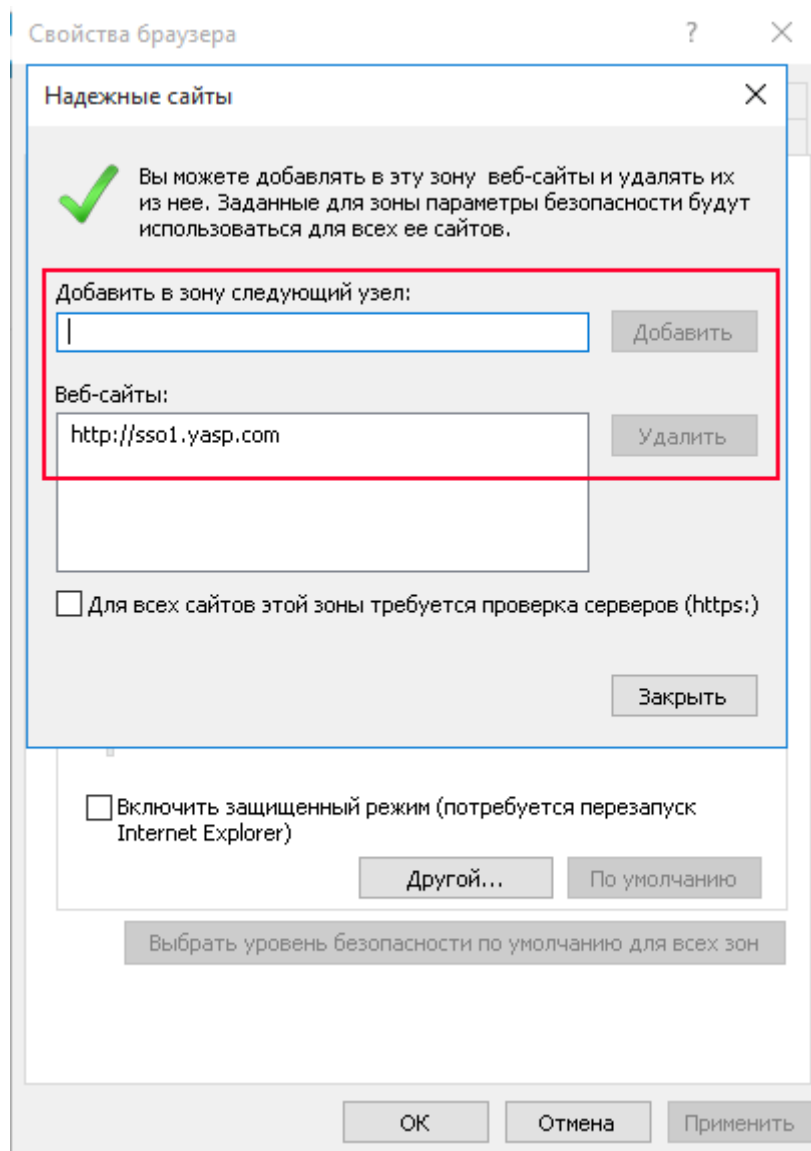 Свойства браузера
?
Надежные сайты
Вы можете добавлять в эту зону веб-сайты и удалять их
из нее. Заданные для зоны параметры безопасности будут
использоваться для всех ее сайтов.
Добавить в зону следующий узел:
Добавить
Веб-сайты:
http://sso1.yasp.com
Удалить
Для всех сайтов этой зоны требуется проверка серверов (https:)
Закрыть
Включить защищенный режим (потребуется перезапуск
Internet Explorer)
Другой...
По умолчанию
Выбрать уровень безопасности по умолчанию для всех зон
ОК
Отмена
Применить